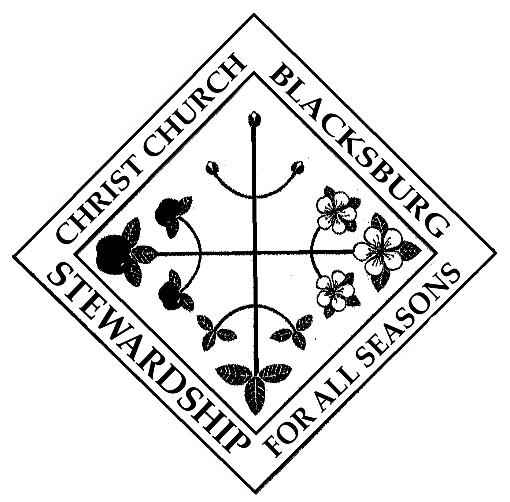 CHRIST CHURCH
BLACKSBURG
STEWARDSHIP
FOR ALL SEASONS